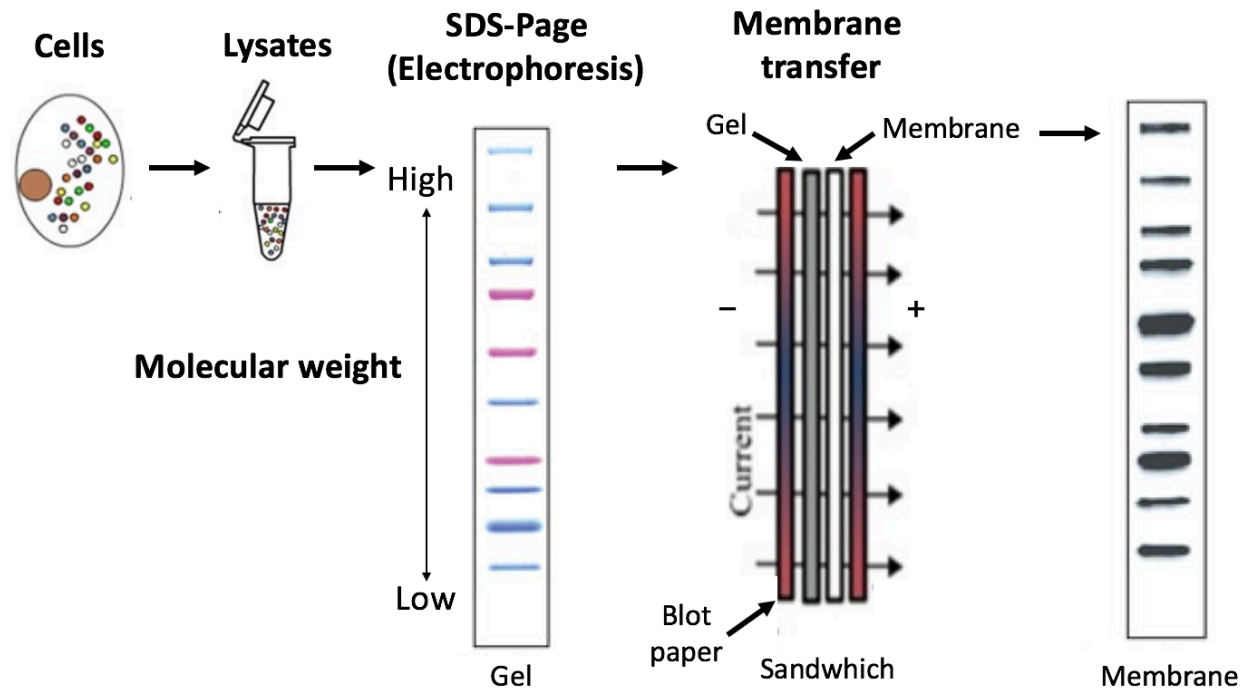 Cells
Lysates
SDS-Page
(Electrophoresis)
Membrane
transfer
Gel
Membrane
High
Molecular weight
–
+
Current
Low
Blot
paper
Gel
Sandwhich
Membrane